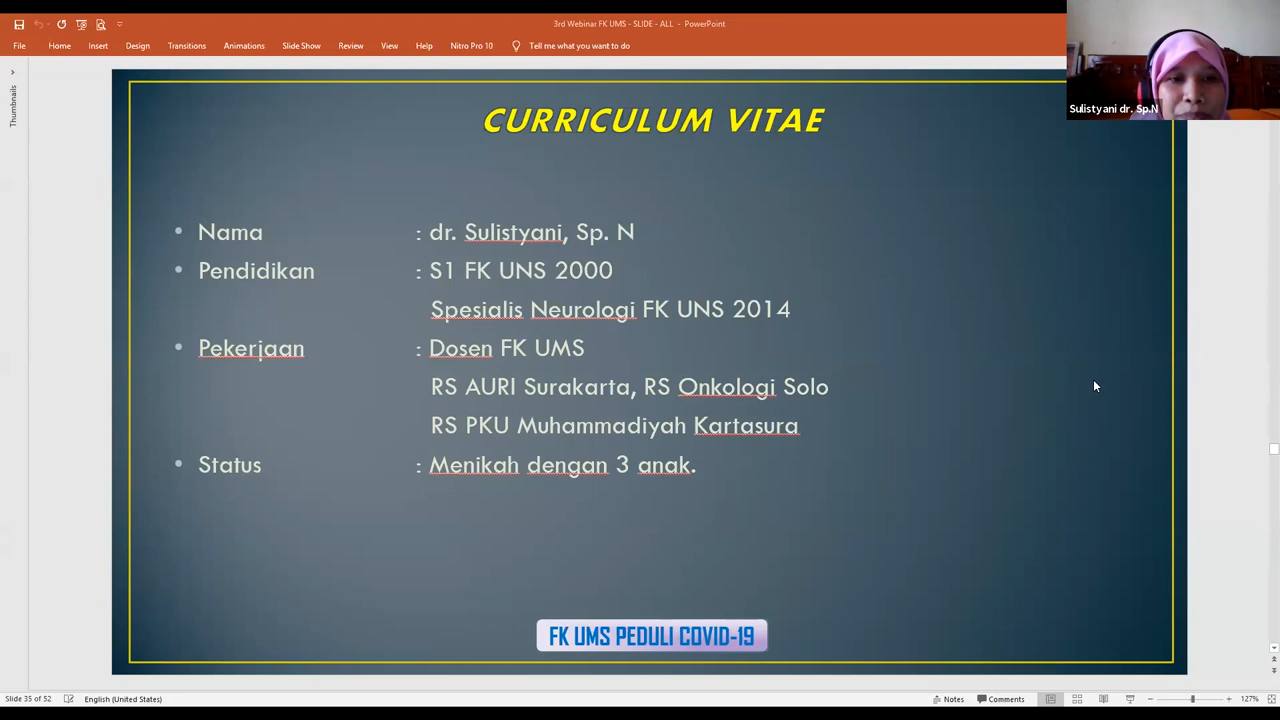 3rd Webinar FK UMS - SLIDE - ALL - PowerPoint
File Home Insert Design Transitions Animations Slide Show Review View Help Nitro Pro 10 Tell me what you want to do
Thumbnails
Sulistyani dr. Sp.N
CURRICULUM VITAE
• Nama : dr. Sulistyani, Sp. N
• Pendidikan : S1 FK UNS 2000
Spesialis Neurologi FK UNS 2014
• Pekerjaan : Dosen FK UMS
RS AURI Surakarta, RS Onkologi Solo
RS PKU Muhammadiyah Kartasura
• Status : Menikah dengan 3 anak.
FK UMS PEDULI COVID-19
Slide 35 of 52 English (United States) Notes Comments 127%